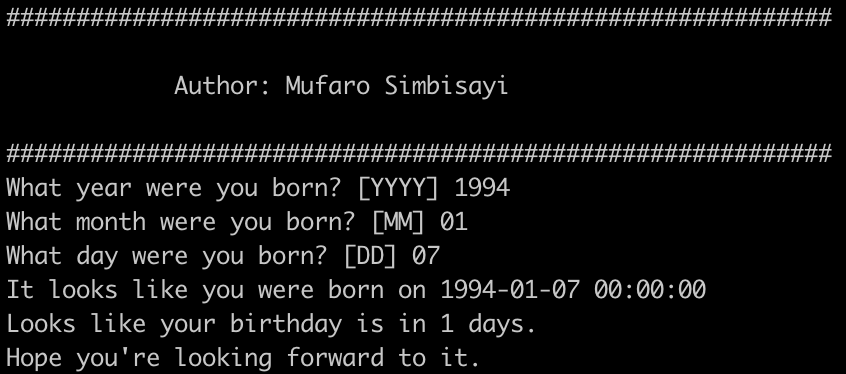 ###########################################################
Author: Mufaro Simbisayi
###########################################################
What year were you born? [YYYY] 1994
What month were you born? [MM] 01
What day were you born? [DD] 07
It looks like you were born on 1994-01-07 00:00:00
Looks like your birthday is in 1 days.
Hope you're looking forward to it.